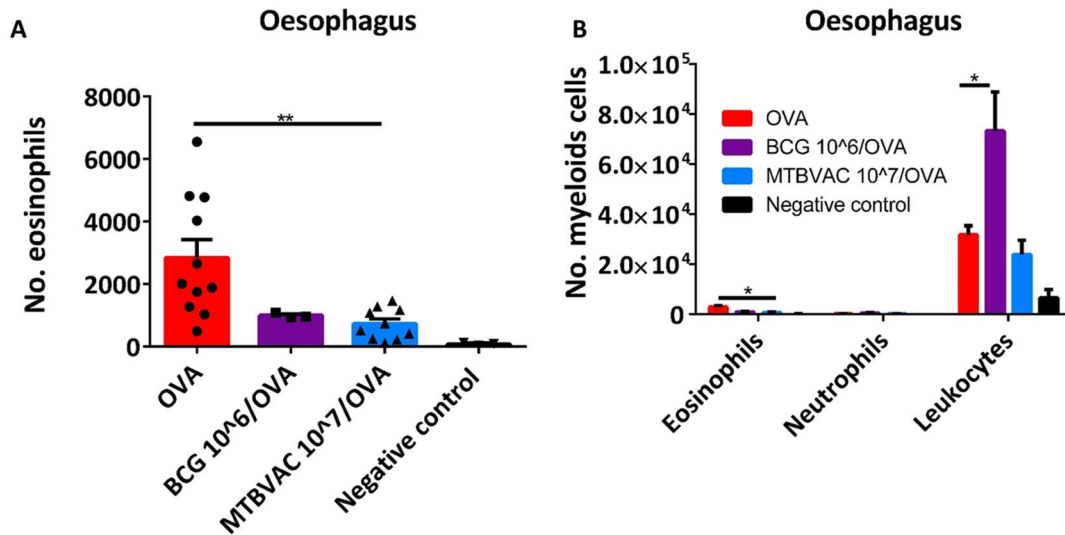 A
Oesophagus
No. eosinophils
8000
6000
4000
2000
0
**
OVA
BCG 10^6/OVA
MTBVAC 10^7/OVA
Negative control
B
Oesophagus
No. myeloids cells
1.0×10⁵
8.0×10⁴
6.0×10⁴
4.0×10⁴
2.0×10⁴
0
OVA
BCG 10^6/OVA
MTBVAC 10^7/OVA
Negative control
*
*
Eosinophils
Neutrophils
Leukocytes